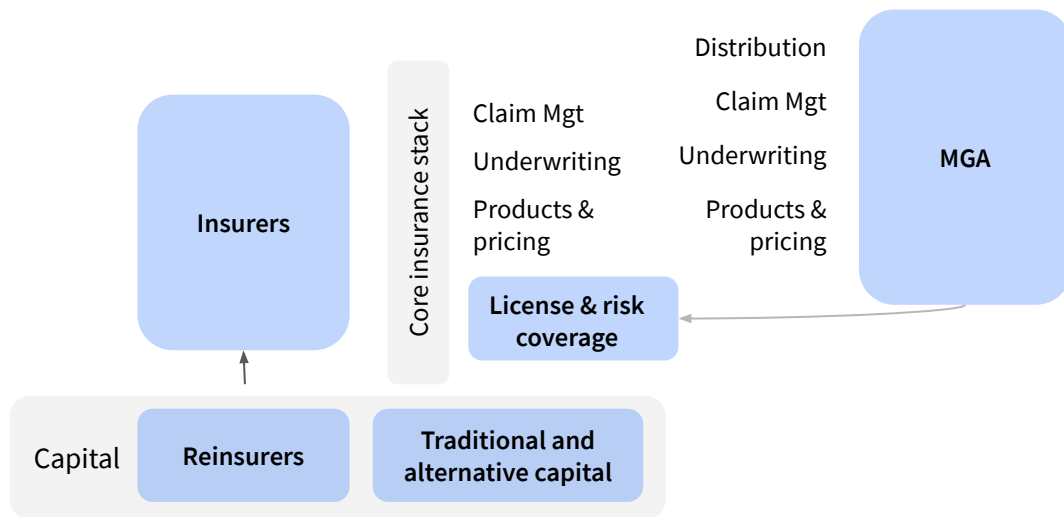 Insurers
Core insurance stack
Claim Mgt
Underwriting
Products &
pricing
License & risk
coverage
Distribution
Claim Mgt
Underwriting
Products &
pricing
MGA
Capital
Reinsurers
Traditional and
alternative capital